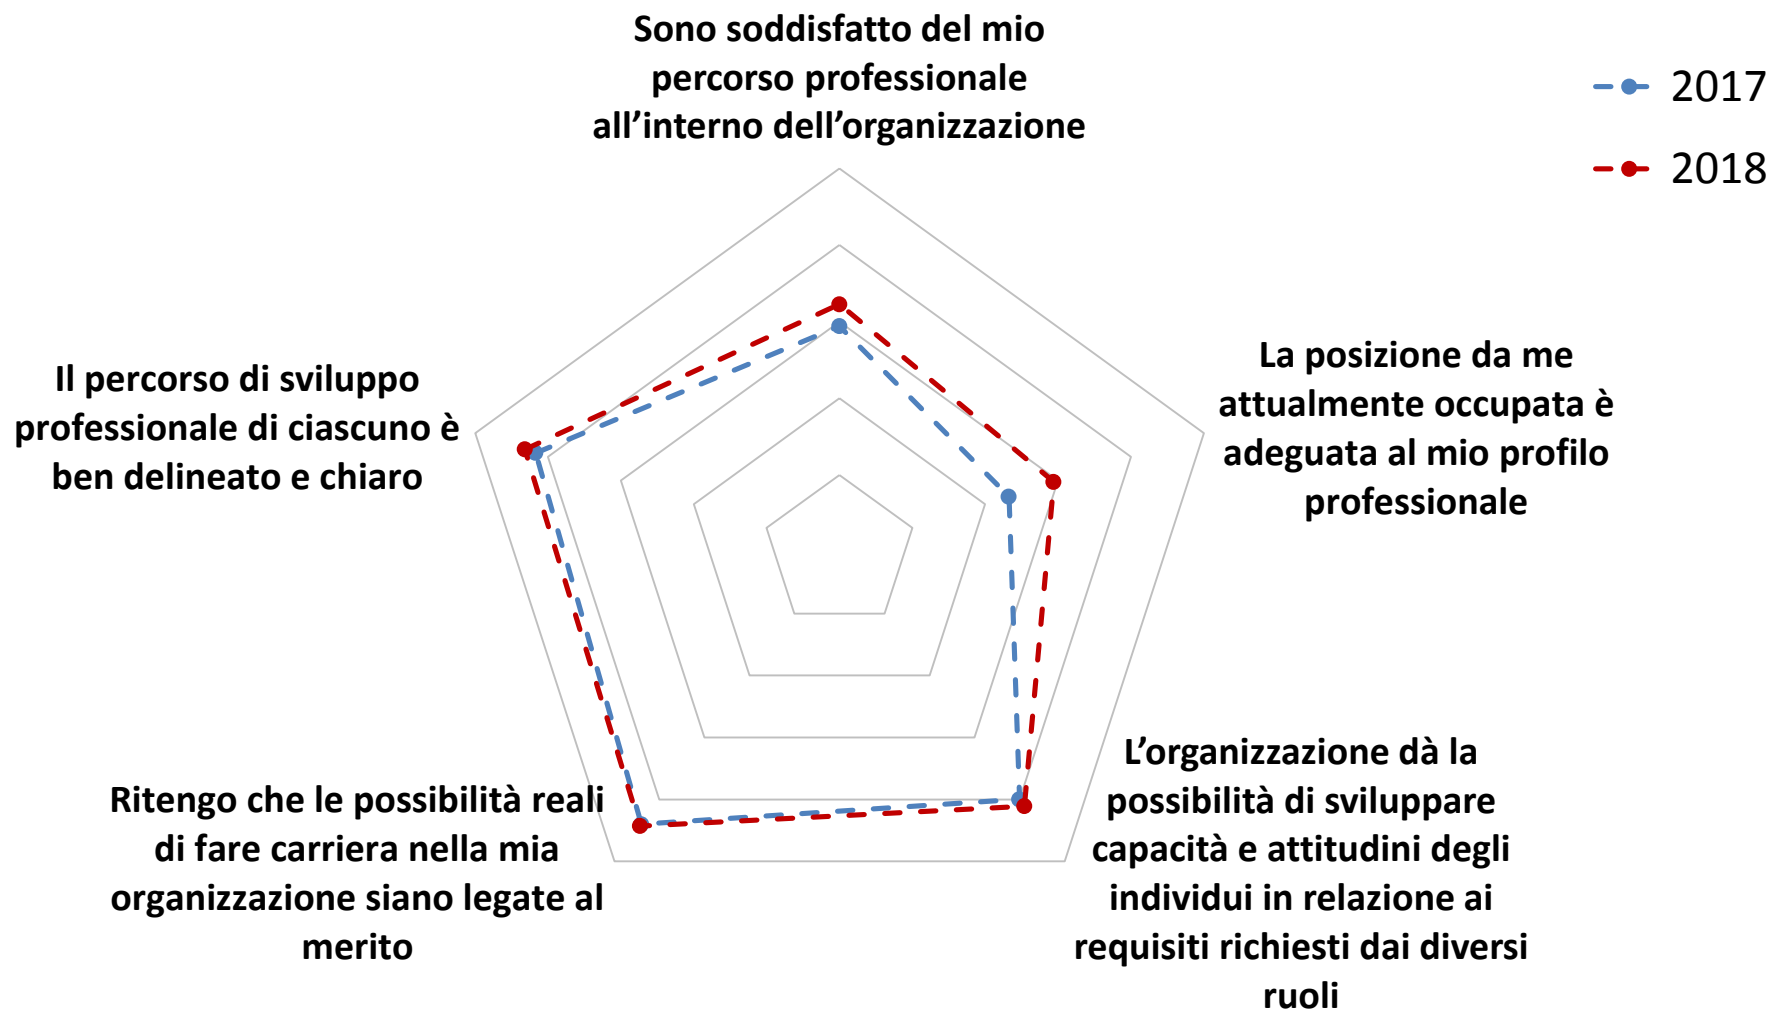 Sono soddisfatto del mio
percorso professionale
all’interno dell’organizzazione
2017
2018
La posizione da me
attualmente occupata è
adeguata al mio profilo
professionale
Il percorso di sviluppo
professionale di ciascuno è
ben delineato e chiaro
L’organizzazione dà la
possibilità di sviluppare
capacità e attitudini degli
individui in relazione ai
requisiti richiesti dai diversi
ruoli
Ritengo che le possibilità reali
di fare carriera nella mia
organizzazione siano legate al
merito